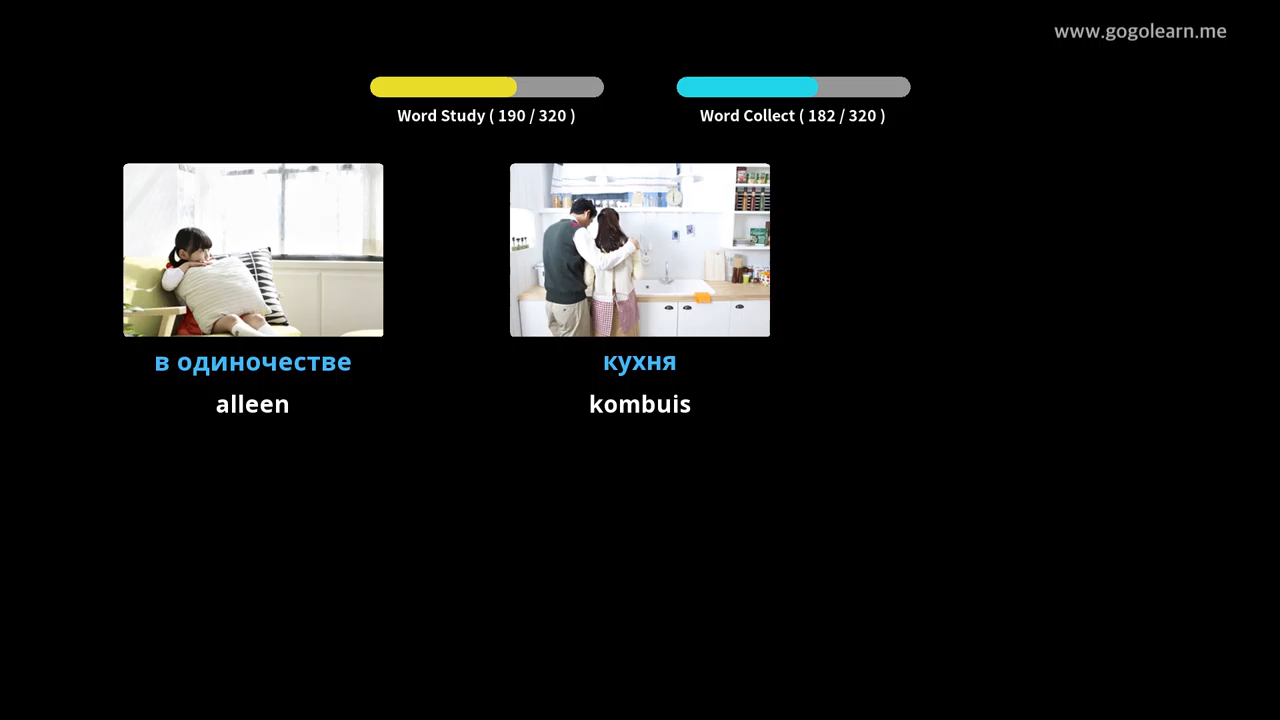 www.gogolearn.me
Word Study ( 190 / 320 )
Word Collect ( 182 / 320 )
в одиночестве
кухня
alleen
kombuis